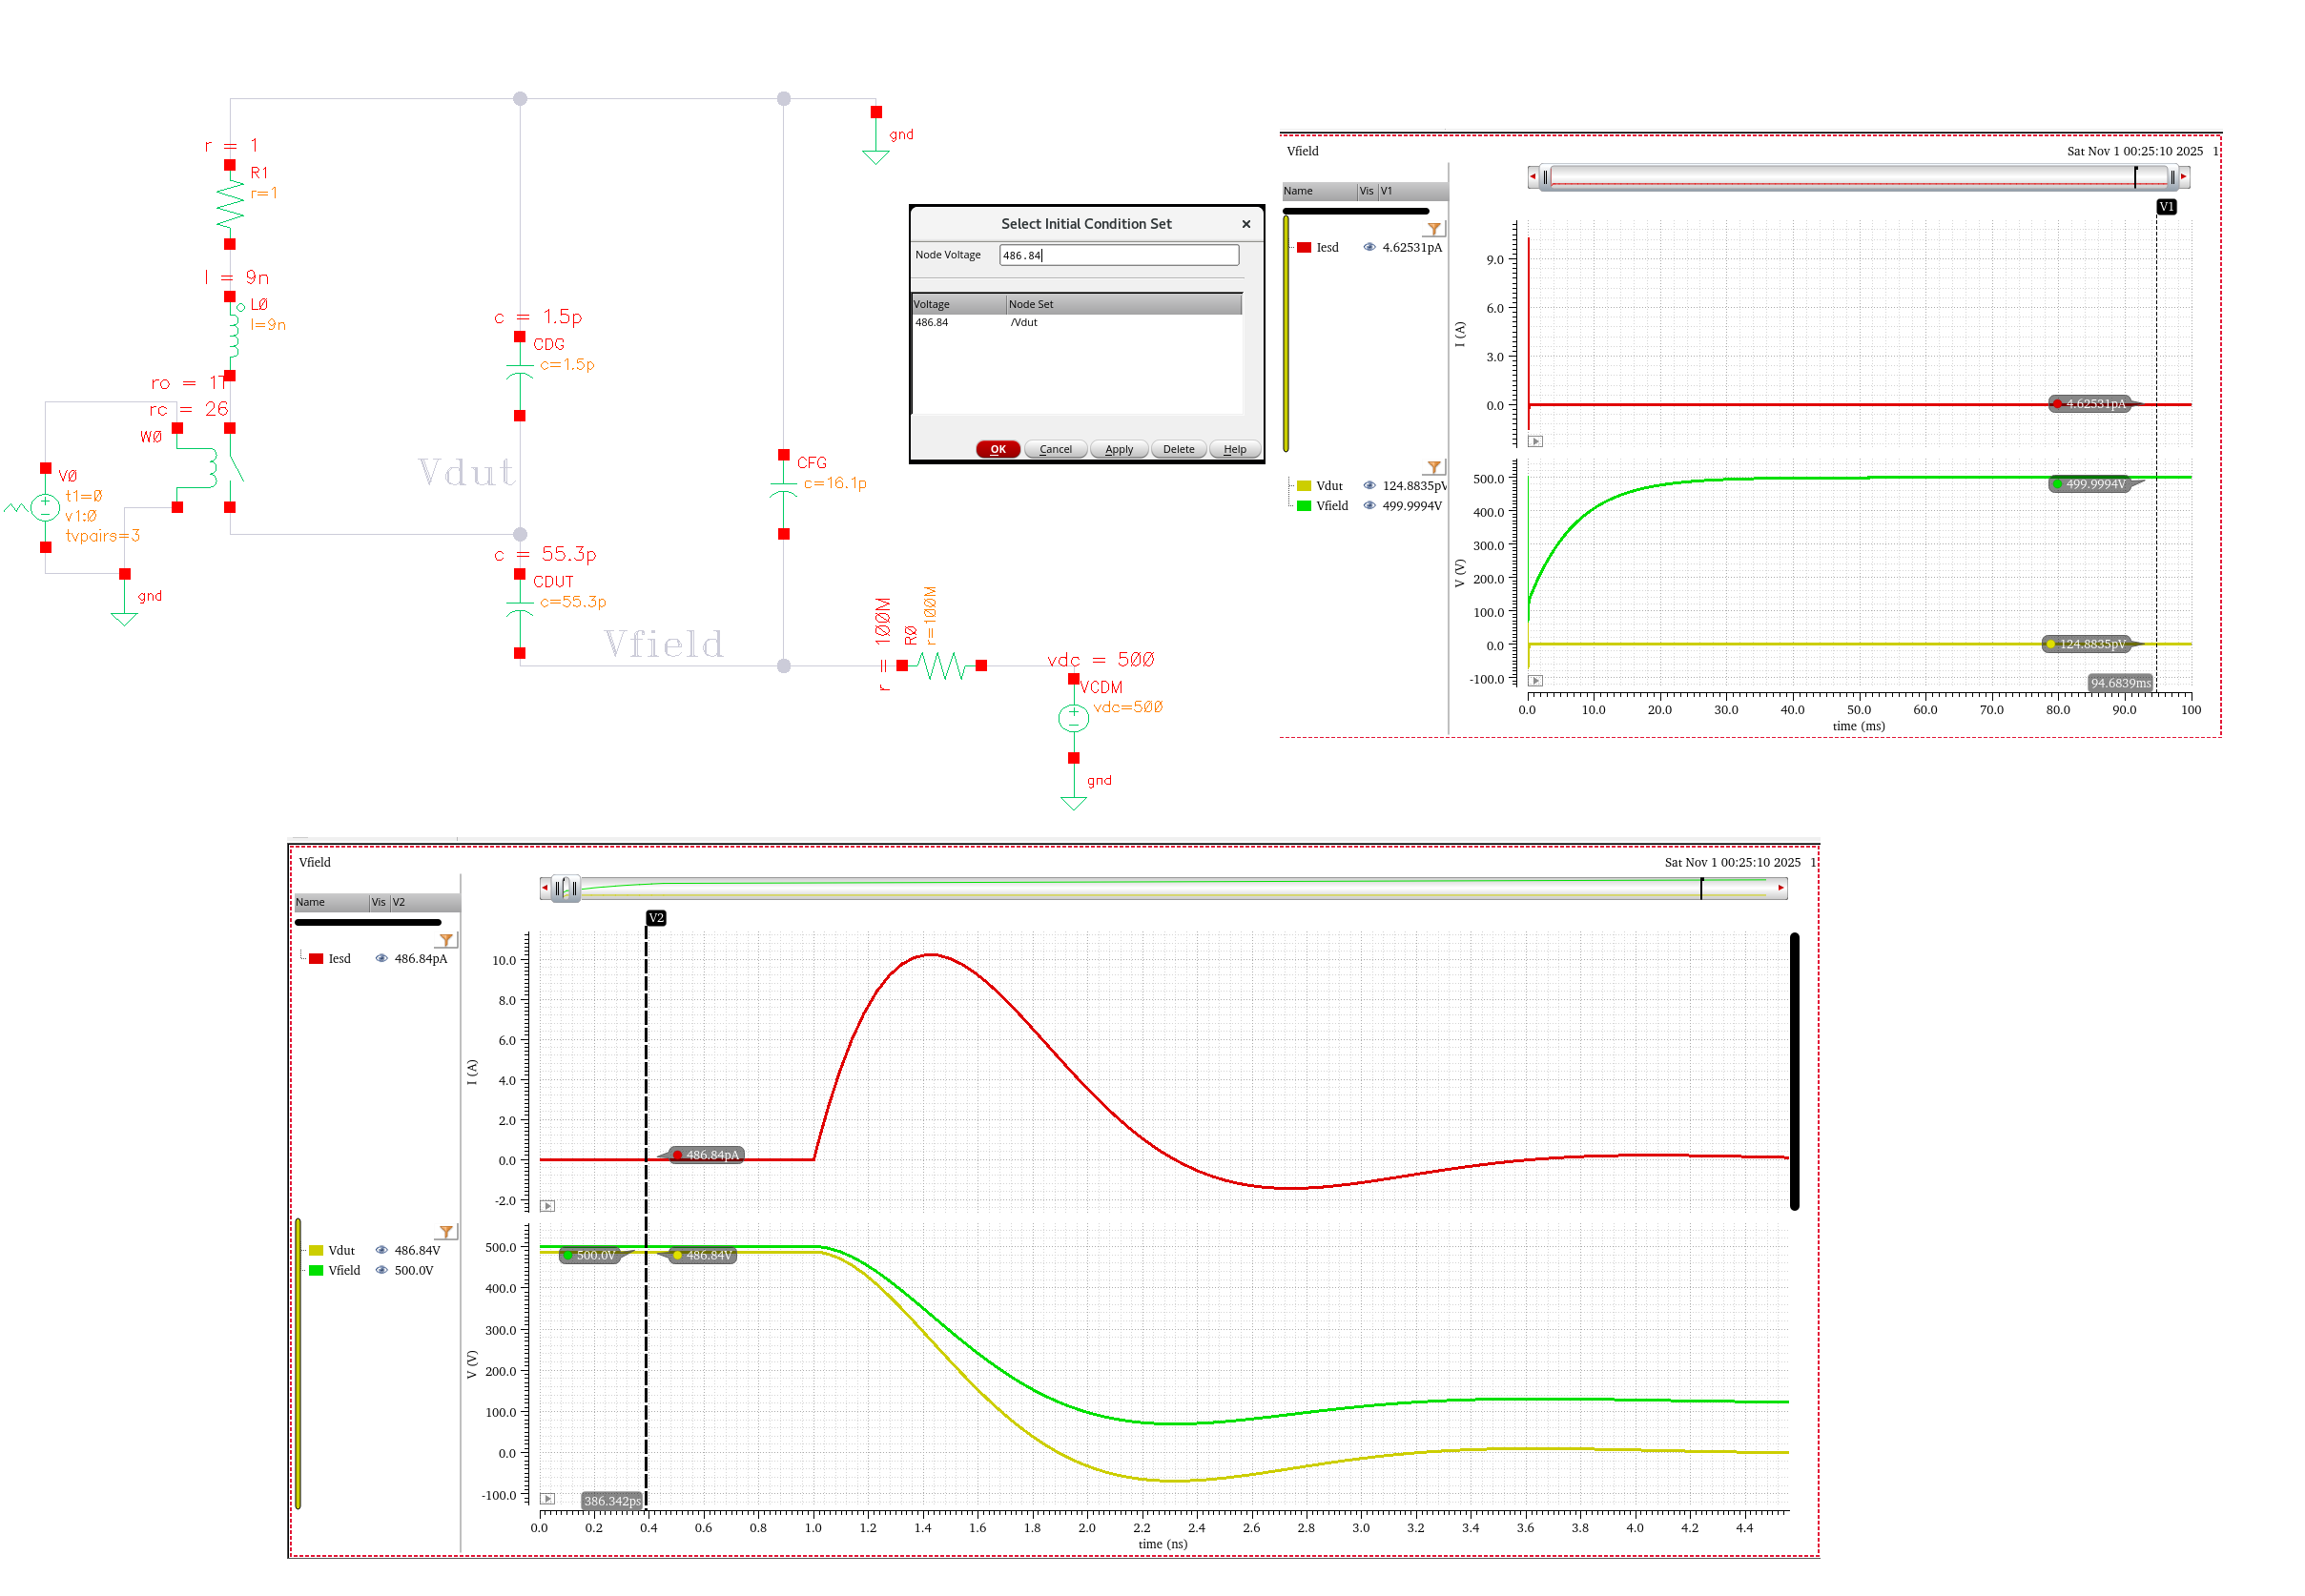 r = 1
R1
r=1
l = 9n
L0
l=9n
ro = 1T
rc = 26
W0
V0
t1=0
v1:0
tvpairs=3
gnd
c = 1.5p
CDG
c=1.5p
Vdut
c = 55.3p
CDUT
c=55.3p
Vfield
CFG
c=16.1p
gnd
r = 100M
R0
r=100M
vdc = 500
VCDM
vdc=500
gnd
Select Initial Condition Set
Node Voltage 486.84
Voltage Node Set
486.84 /Vdut
OK Cancel Apply Delete Help
Vfield Sat Nov 1 00:25:10 2025 1
Name Vis V1
V1
Iesd 4.62531pA
9.0
6.0
3.0
0.0
I (A)
4.62531pA
Vdut 124.8835pV
Vfield 499.9994V
500.0
400.0
300.0
200.0
100.0
0.0
-100.0
V (V)
499.9994V
124.8835pV
94.6839ms
0.0 10.0 20.0 30.0 40.0 50.0 60.0 70.0 80.0 90.0 100
time (ms)
Vfield Sat Nov 1 00:25:10 2025 1
Name Vis V2
V2
Iesd 486.84pA
10.0
8.0
6.0
4.0
2.0
0.0
-2.0
I (A)
486.84pA
Vdut 486.84V
Vfield 500.0V
500.0
400.0
300.0
200.0
100.0
0.0
-100.0
V (V)
500.0V
486.84V
386.342ps
0.0 0.2 0.4 0.6 0.8 1.0 1.2 1.4 1.6 1.8 2.0 2.2 2.4 2.6 2.8 3.0 3.2 3.4 3.6 3.8 4.0 4.2 4.4
time (ns)